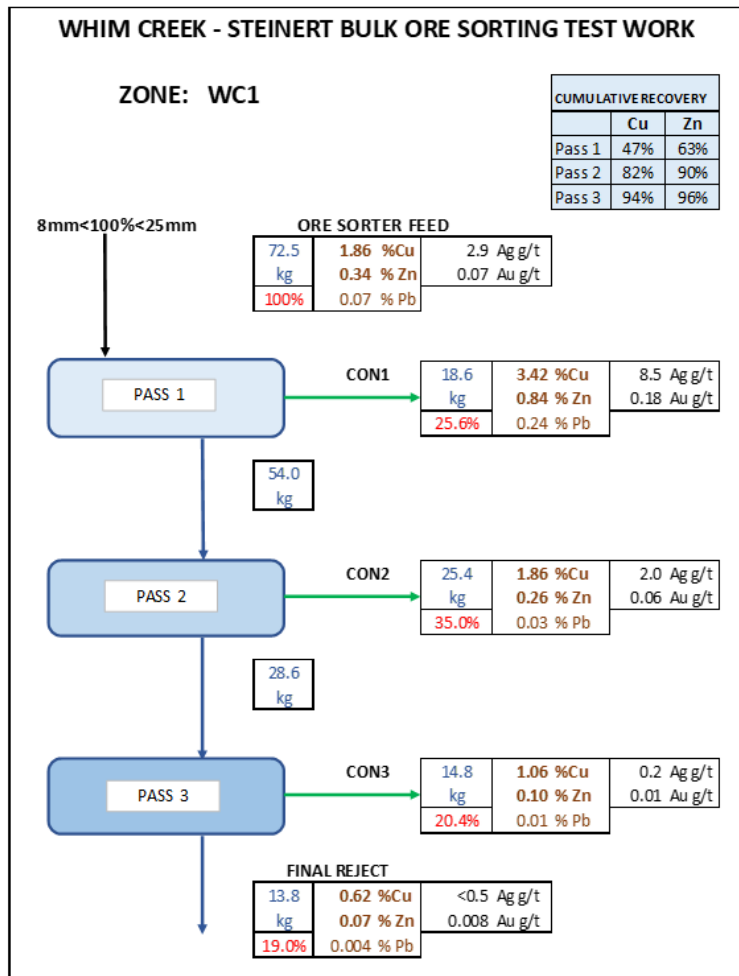 WHIM CREEK - STEINERT BULK ORE SORTING TEST WORK
ZONE: WC1
CUMULATIVE RECOVERY
Cu Zn
Pass 1 47% 63%
Pass 2 82% 90%
Pass 3 94% 96%
8mm<100%<25mm
ORE SORTER FEED
72.5 1.86 %Cu 2.9 Ag g/t
kg 0.34 % Zn 0.07 Au g/t
100% 0.07 % Pb
PASS 1
CON1
18.6 3.42 %Cu 8.5 Ag g/t
kg 0.84 % Zn 0.18 Au g/t
25.6% 0.24 % Pb
54.0
kg
PASS 2
CON2
25.4 1.86 %Cu 2.0 Ag g/t
kg 0.26 % Zn 0.06 Au g/t
35.0% 0.03 % Pb
28.6
kg
PASS 3
CON3
14.8 1.06 %Cu 0.2 Ag g/t
kg 0.10 % Zn 0.01 Au g/t
20.4% 0.01 % Pb
FINAL REJECT
13.8 0.62 %Cu <0.5 Ag g/t
kg 0.07 % Zn 0.008 Au g/t
19.0% 0.004 % Pb